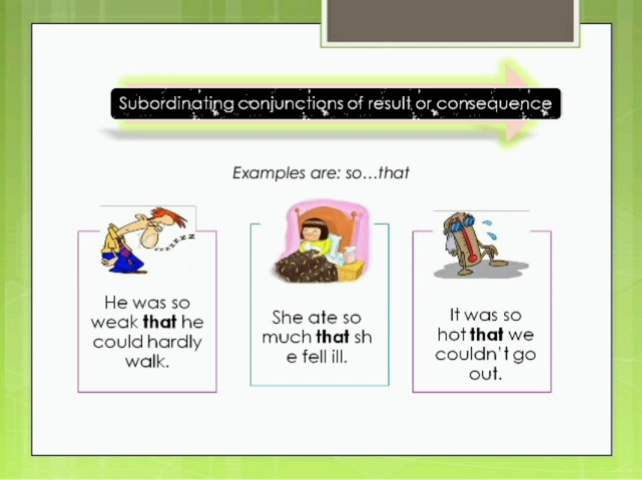 Subordinating conjunctions of result or consequence
Examples are: so...that
He was so
weak that he
could hardly
walk.
She ate so
much that sh
e fell ill.
It was so
hot that we
couldn't go
out.